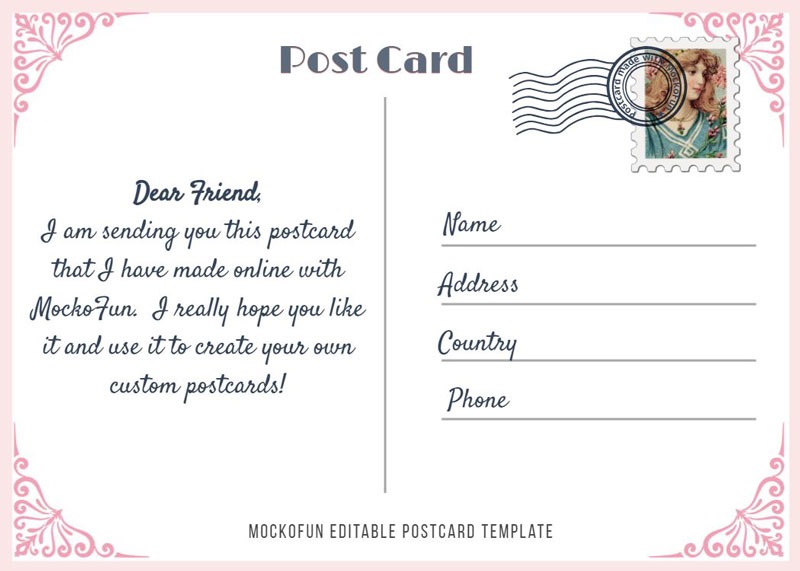 Post Card
Postcard made with Mockofun
Dear Friend,
I am sending you this postcard
that I have made online with
MockoFun. I really hope you like
it and use it to create your own
custom postcards!
Name
Address
Country
Phone
MOCKOFUN EDITABLE POSTCARD TEMPLATE